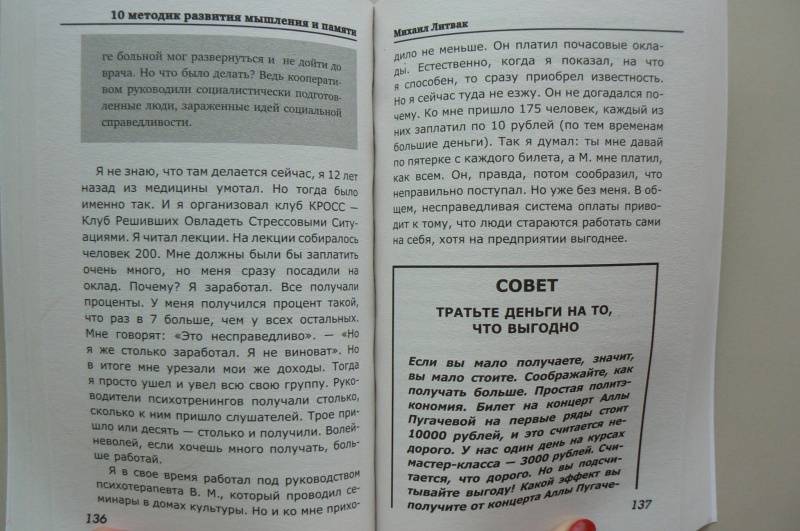 10 методик развития мышления и памяти
ге больной мог развернуться и не дойти до
врача. Но что было делать? Ведь кооперати-
вом руководили социалистически подготов-
ленные люди, зараженные идеей социальной
справедливости.
Я не знаю, что там делается сейчас, я 12 лет
назад из медицины умотал. Но тогда было
именно так. И я организовал клуб КРОСС —
Клуб Решивших Овладеть Стрессовыми Ситу-
ациями. Я читал лекции. На лекции собиралось
человек 200. Мне должны были бы заплатить
очень много, но меня сразу посадили на
оклад. Почему? Я заработал. Все получали
проценты. У меня получился процент такой,
что раз в 7 больше, чем у всех остальных.
Мне говорят: «Это несправедливо». — «Но
я же столько заработал. Я не виноват». Но
в итоге мне урезали мои же доходы. Тогда
я просто ушел и увел всю свою группу. Руко-
водители психотренингов получали столько,
сколько к ним пришло слушателей. Трое при-
шло или десять — столько и получили. Волей-
неволей, если хочешь много получать, боль-
ше работай.
Я в свое время работал под руководством
психотерапевта В. М., который проводил се-
минары в домах культуры. Но и ко мне прихо-
136
Михаил Литвак
дило не меньше. Он платил почасовые окла-
ды. Естественно, когда я показал, на что
я способен, то сразу приобрел известность.
Но я сейчас туда не езжу. Он не догадался по-
чему. Ко мне пришло 175 человек, каждый из
них заплатил по 10 рублей (по тем временам
большие деньги). Так я думал: ты мне давай
по пятерке с каждого билета, а М. мне платил,
как всем. Он, правда, потом сообразил, что
неправильно поступал. Но уже без меня. В об-
щем, несправедливая система оплаты приво-
дит к тому, что люди стараются работать сами
на себя, хотя на предприятии выгоднее.
СОВЕТ
ТРАТЬТЕ ДЕНЬГИ НА ТО,
ЧТО ВЫГОДНО
Если вы мало получаете, значит,
вы мало стоите. Соображайте, как
получать больше. Простая политэ-
кономия. Билет на концерт Аллы
Пугачевой на первые ряды стоит
10000 рублей, и это считается не-
дорого. У нас один день на курсах
мастер-класса — 3000 рублей. Счи-
тается, что дорого. Но вы подсчи-
тывайте выгоду! Какой эффект вы
получите от концерта Аллы Пугаче-
137